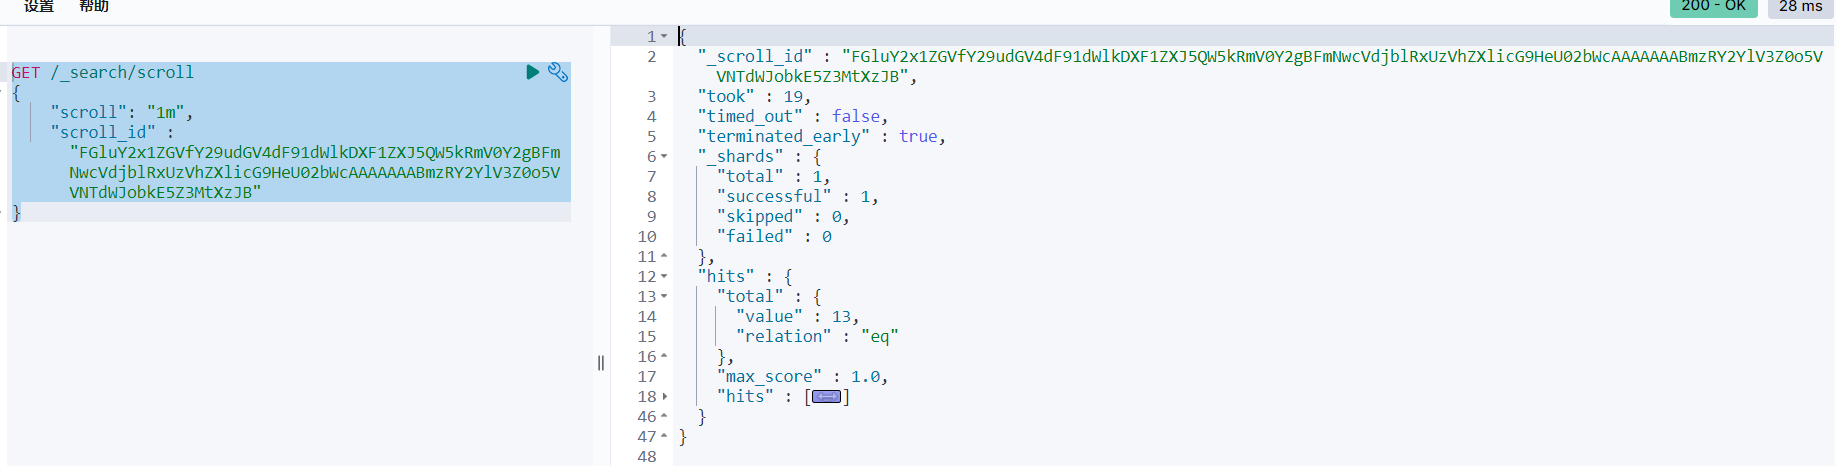 设置 帮助
200 - OK 28 ms
GET /_search/scroll
{
"scroll": "1m",
"scroll_id" :
"FGluY2x1ZGVfY29udGV4dF91dWlkDXF1ZXJ5QW5kRmV0Y2gBFm
NwcVdjblRxUzVhZXlicG9HeU02bWcAAAAAAABmzRY2YlV3Z0o5V
VNTdWJobkE5Z3MtXzJB"
}
1 {
2 "_scroll_id" : "FGluY2x1ZGVfY29udGV4dF91dWlkDXF1ZXJ5QW5kRmV0Y2gBFmNwcVdjblRxUzVhZXlicG9HeU02bWcAAAAAAABmzRY2YlV3Z0o5V
VNTdWJobkE5Z3MtXzJB",
3 "took" : 19,
4 "timed_out" : false,
5 "terminated_early" : true,
6 "_shards" : {
7 "total" : 1,
8 "successful" : 1,
9 "skipped" : 0,
10 "failed" : 0
11 },
12 "hits" : {
13 "total" : {
14 "value" : 13,
15 "relation" : "eq"
16 },
17 "max_score" : 1.0,
18 "hits" : [↔]
46 }
47 }
48